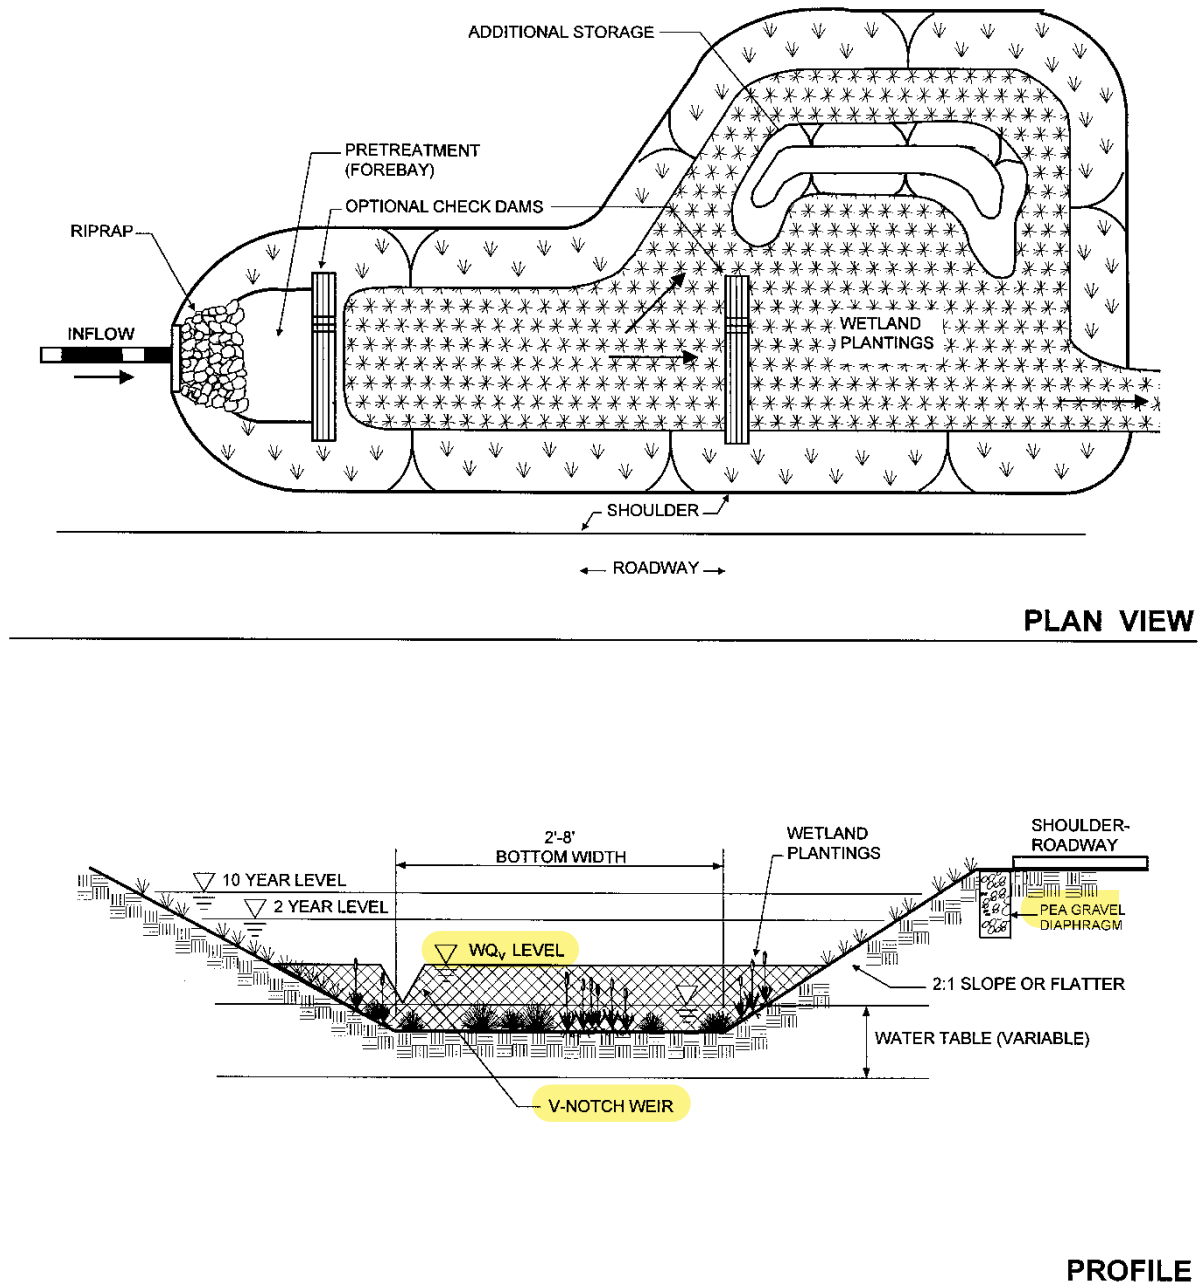 ADDITIONAL STORAGE
PRETREATMENT
(FOREBAY)
OPTIONAL CHECK DAMS
RIPRAP
INFLOW
WETLAND
PLANTINGS
SHOULDER
ROADWAY
PLAN VIEW
2'-8'
BOTTOM WIDTH
WETLAND
PLANTINGS
SHOULDER-
ROADWAY
10 YEAR LEVEL
2 YEAR LEVEL
PEA GRAVEL
DIAPHRAGM
WQv LEVEL
2:1 SLOPE OR FLATTER
WATER TABLE (VARIABLE)
V-NOTCH WEIR
PROFILE